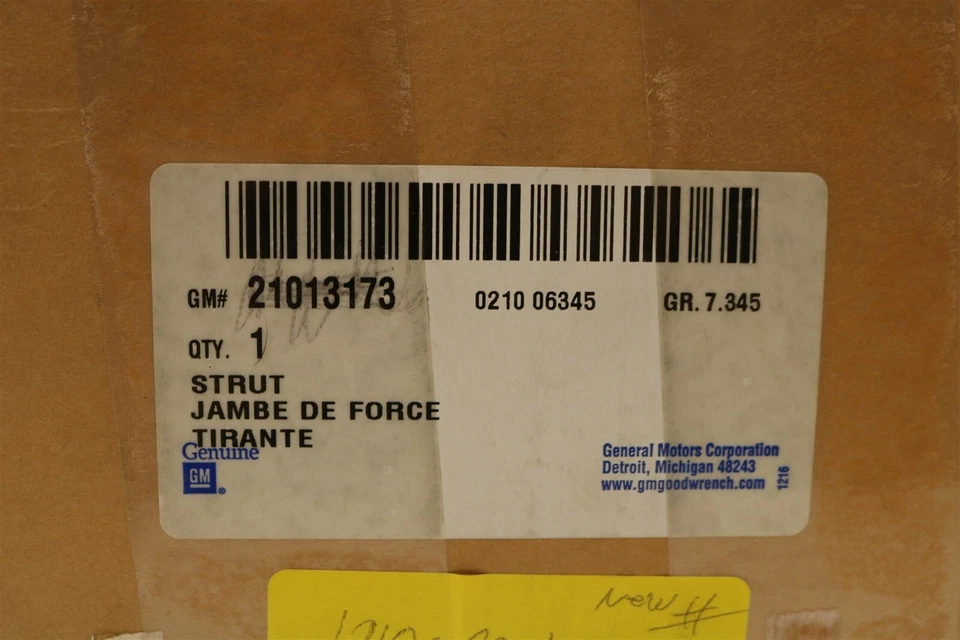 GM# 21013173 0210 06345 GR. 7.345
QTY. 1
STRUT
JAMBE DE FORCE
TIRANTE
Genuine
GM
General Motors Corporation
Detroit, Michigan 48243
www.gmgoodwrench.com
1216
New #